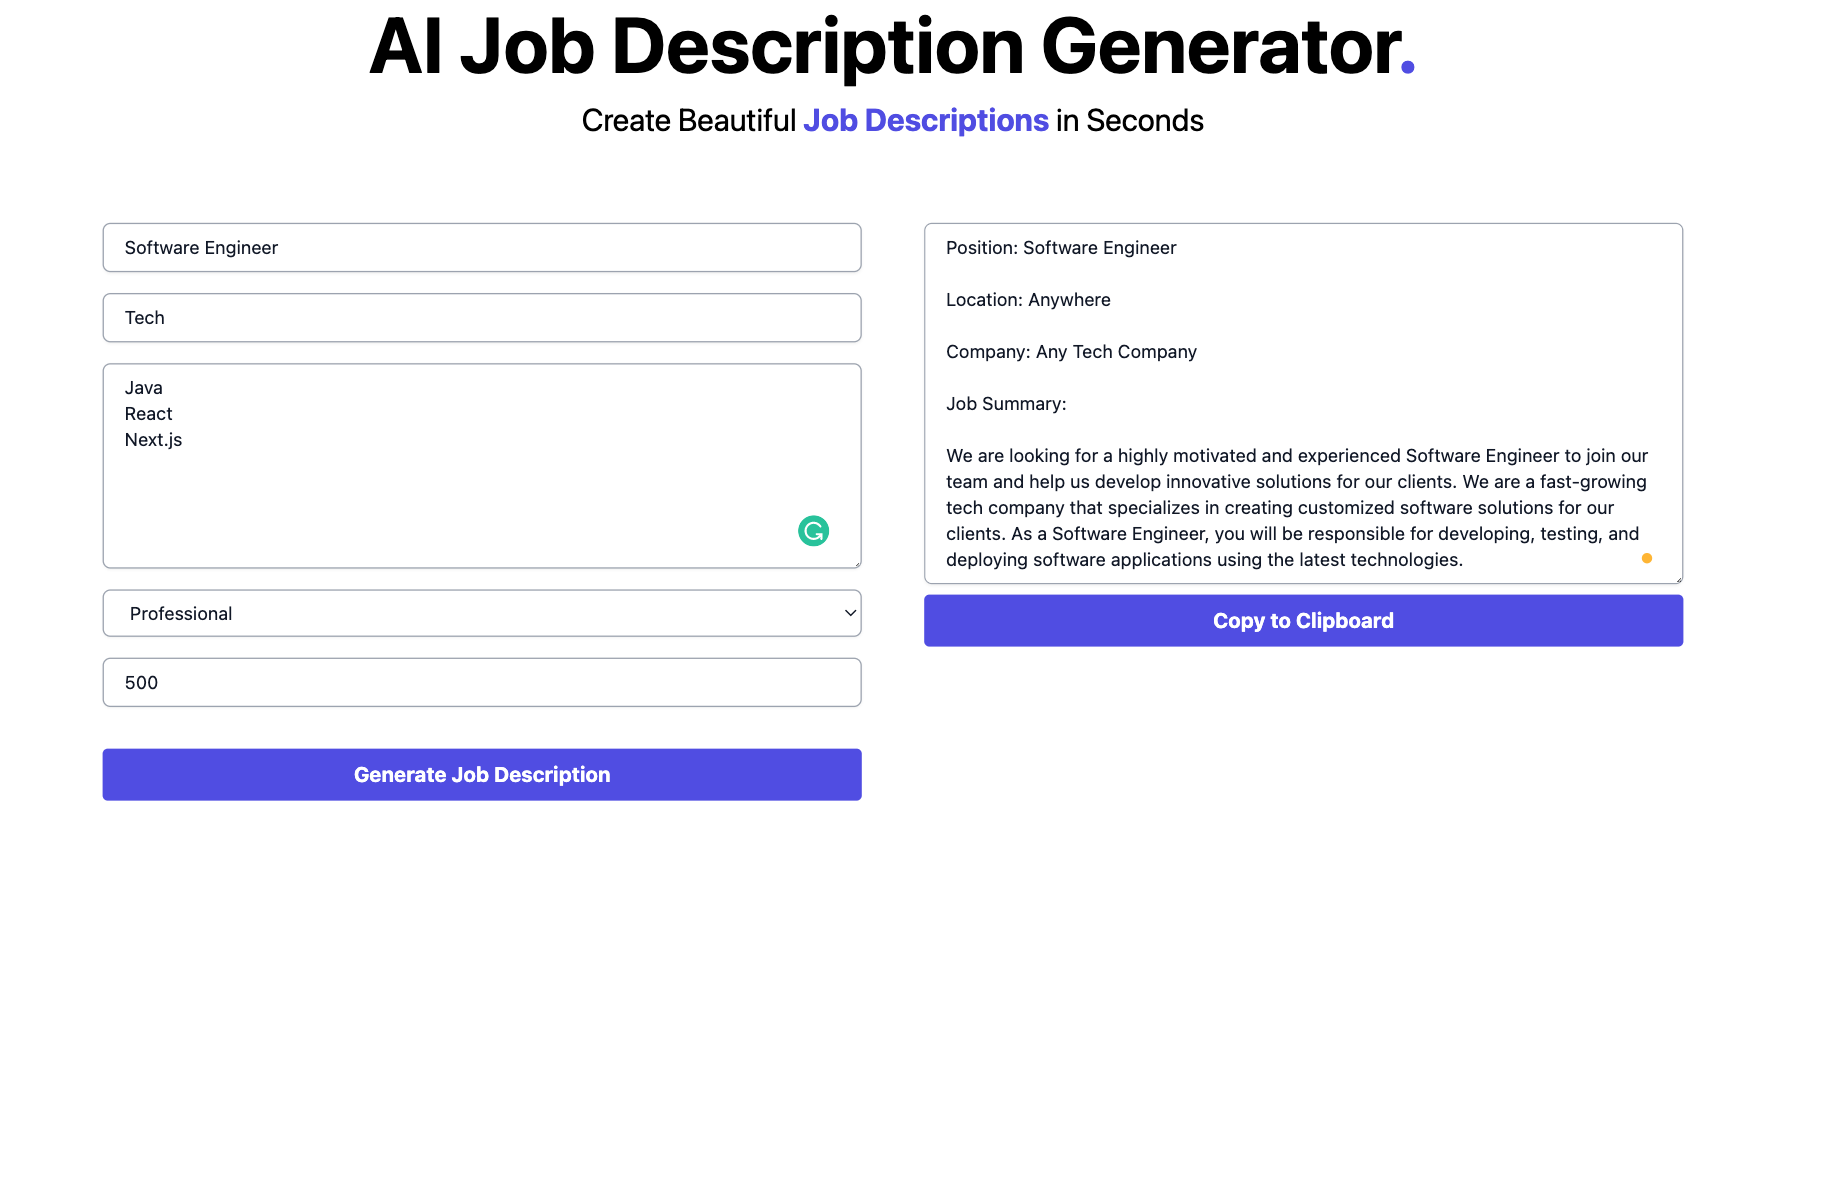 AI Job Description Generator.
Create Beautiful Job Descriptions in Seconds
Software Engineer
Tech
Java
React
Next.js
Professional
500
Generate Job Description
Position: Software Engineer
Location: Anywhere
Company: Any Tech Company
Job Summary:
We are looking for a highly motivated and experienced Software Engineer to join our
team and help us develop innovative solutions for our clients. We are a fast-growing
tech company that specializes in creating customized software solutions for our
clients. As a Software Engineer, you will be responsible for developing, testing, and
deploying software applications using the latest technologies.
Copy to Clipboard